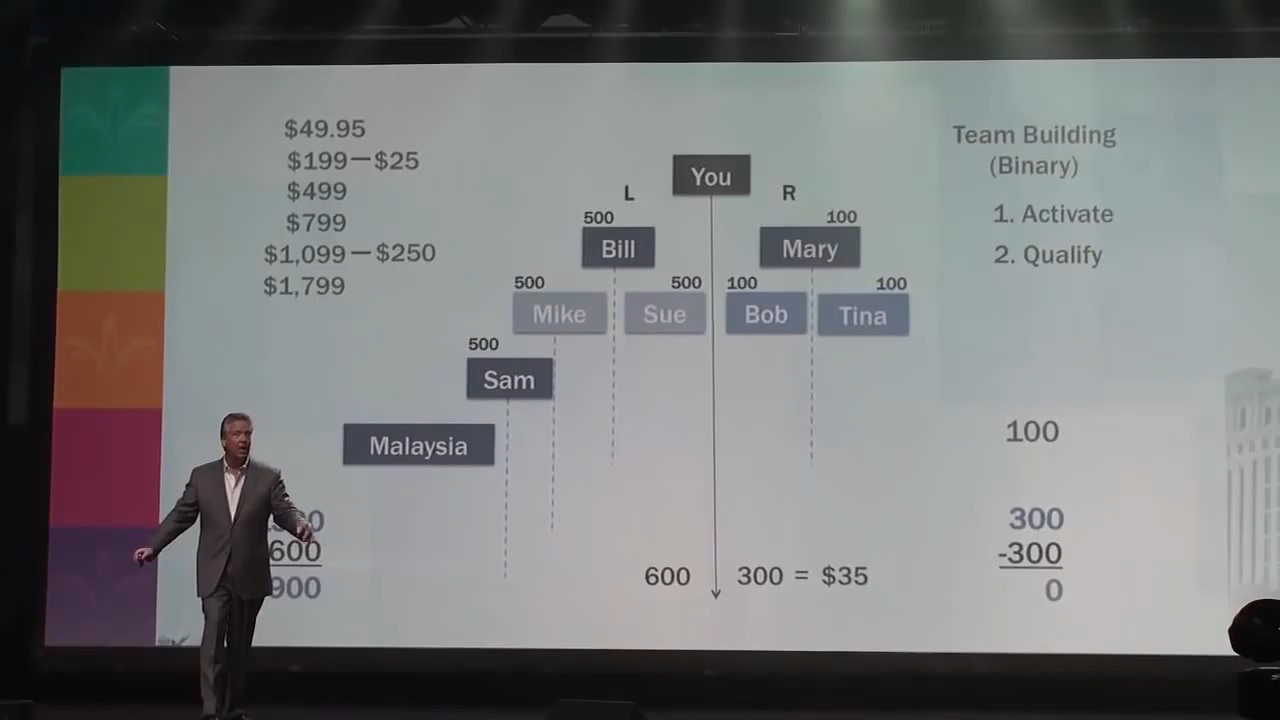 $49.95
$199—$25
$499
$799
$1,099—$250
$1,799
You
L
R
500
100
Bill
Mary
500
500
100
100
Mike
Sue
Bob
Tina
500
Sam
Malaysia
600
900
600
300 = $35
Team Building
(Binary)
1. Activate
2. Qualify
100
300
-300
0